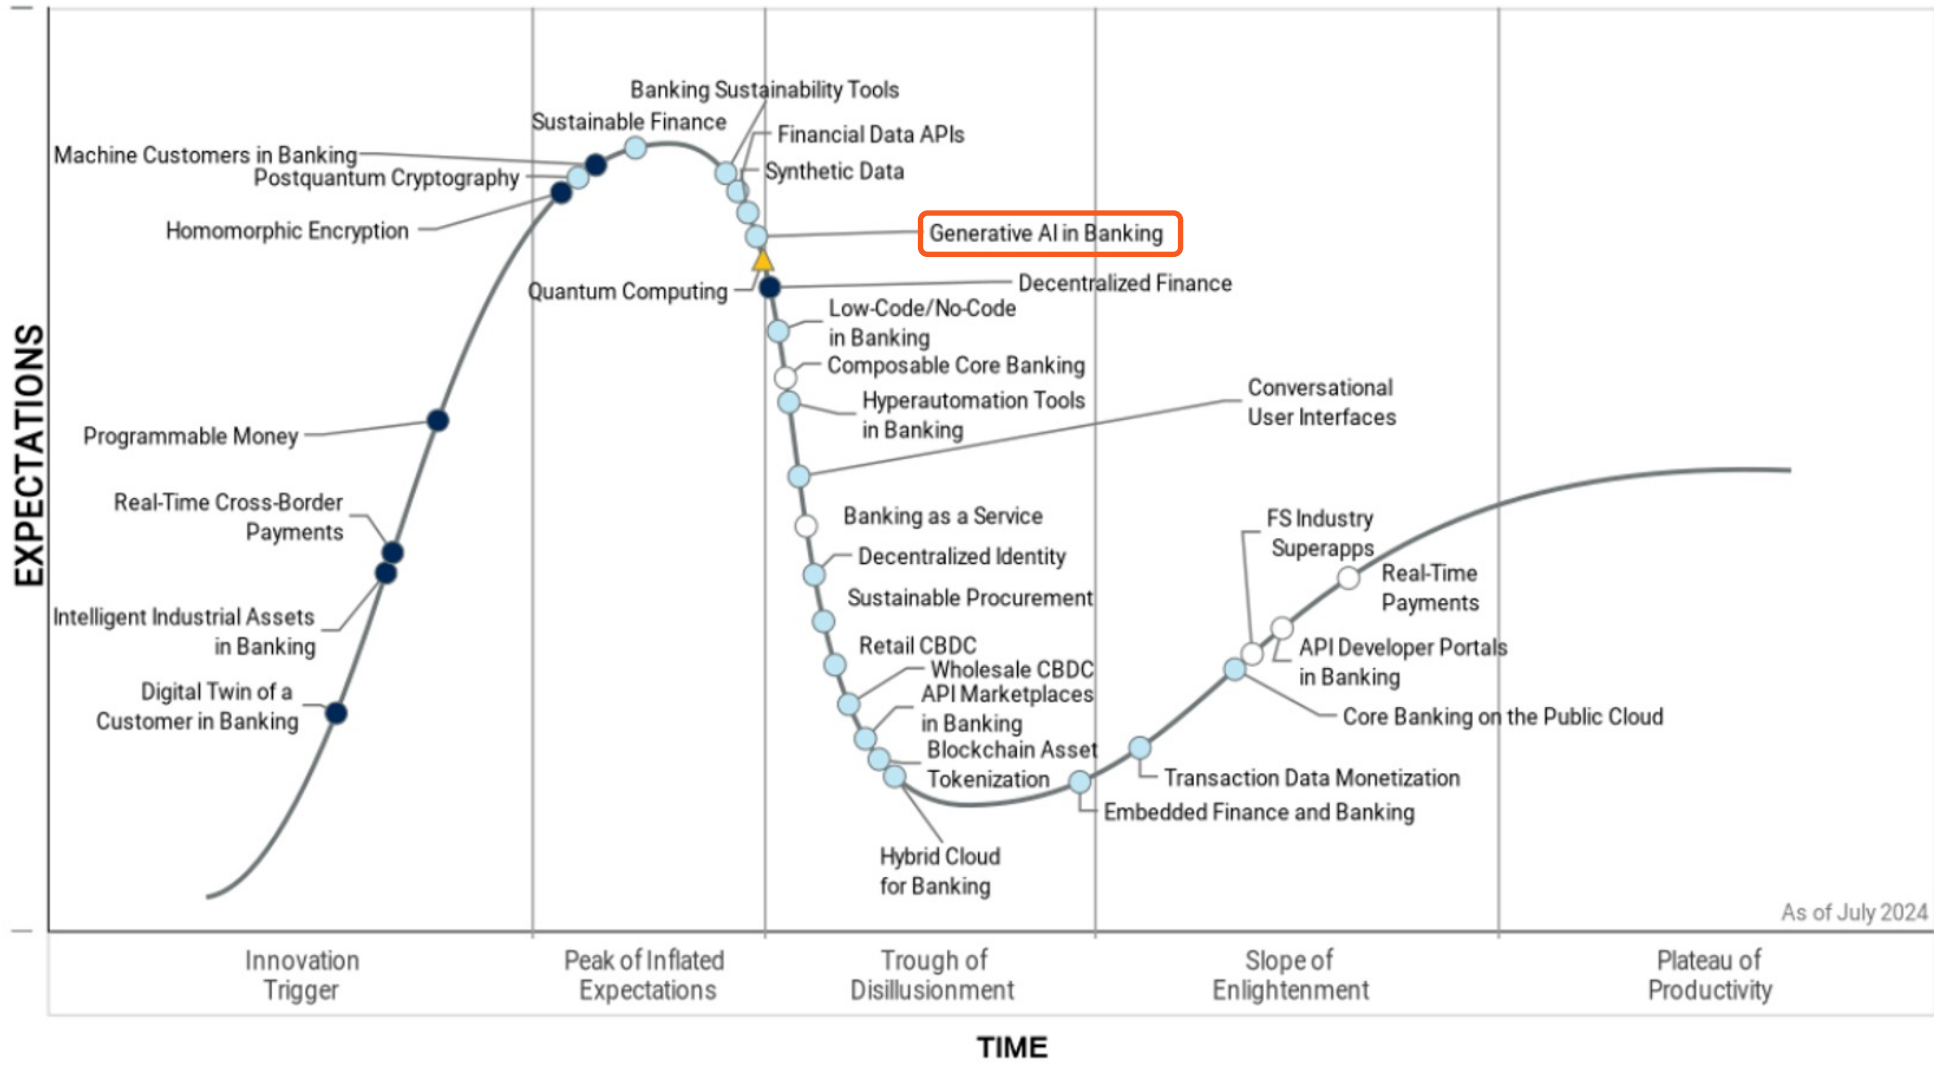 Banking Sustainability Tools
Sustainable Finance
Financial Data APIs
Machine Customers in Banking
Synthetic Data
Postquantum Cryptography
Homomorphic Encryption
Generative AI in Banking
Quantum Computing
Decentralized Finance
Low-Code/No-Code
in Banking
Composable Core Banking
Hyperautomation Tools
in Banking
Conversational
User Interfaces
Programmable Money
Real-Time Cross-Border
Payments
Banking as a Service
Decentralized Identity
Sustainable Procurement
Intelligent Industrial Assets
in Banking
Retail CBDC
Wholesale CBDC
Digital Twin of a
Customer in Banking
API Marketplaces
in Banking
Blockchain Asset
Tokenization
Hybrid Cloud
for Banking
FS Industry
Superapps
Real-Time
Payments
API Developer Portals
in Banking
Core Banking on the Public Cloud
Transaction Data Monetization
Embedded Finance and Banking
EXPECTATIONS
As of July 2024
Innovation
Trigger
Peak of Inflated
Expectations
Trough of
Disillusionment
Slope of
Enlightenment
Plateau of
Productivity
TIME